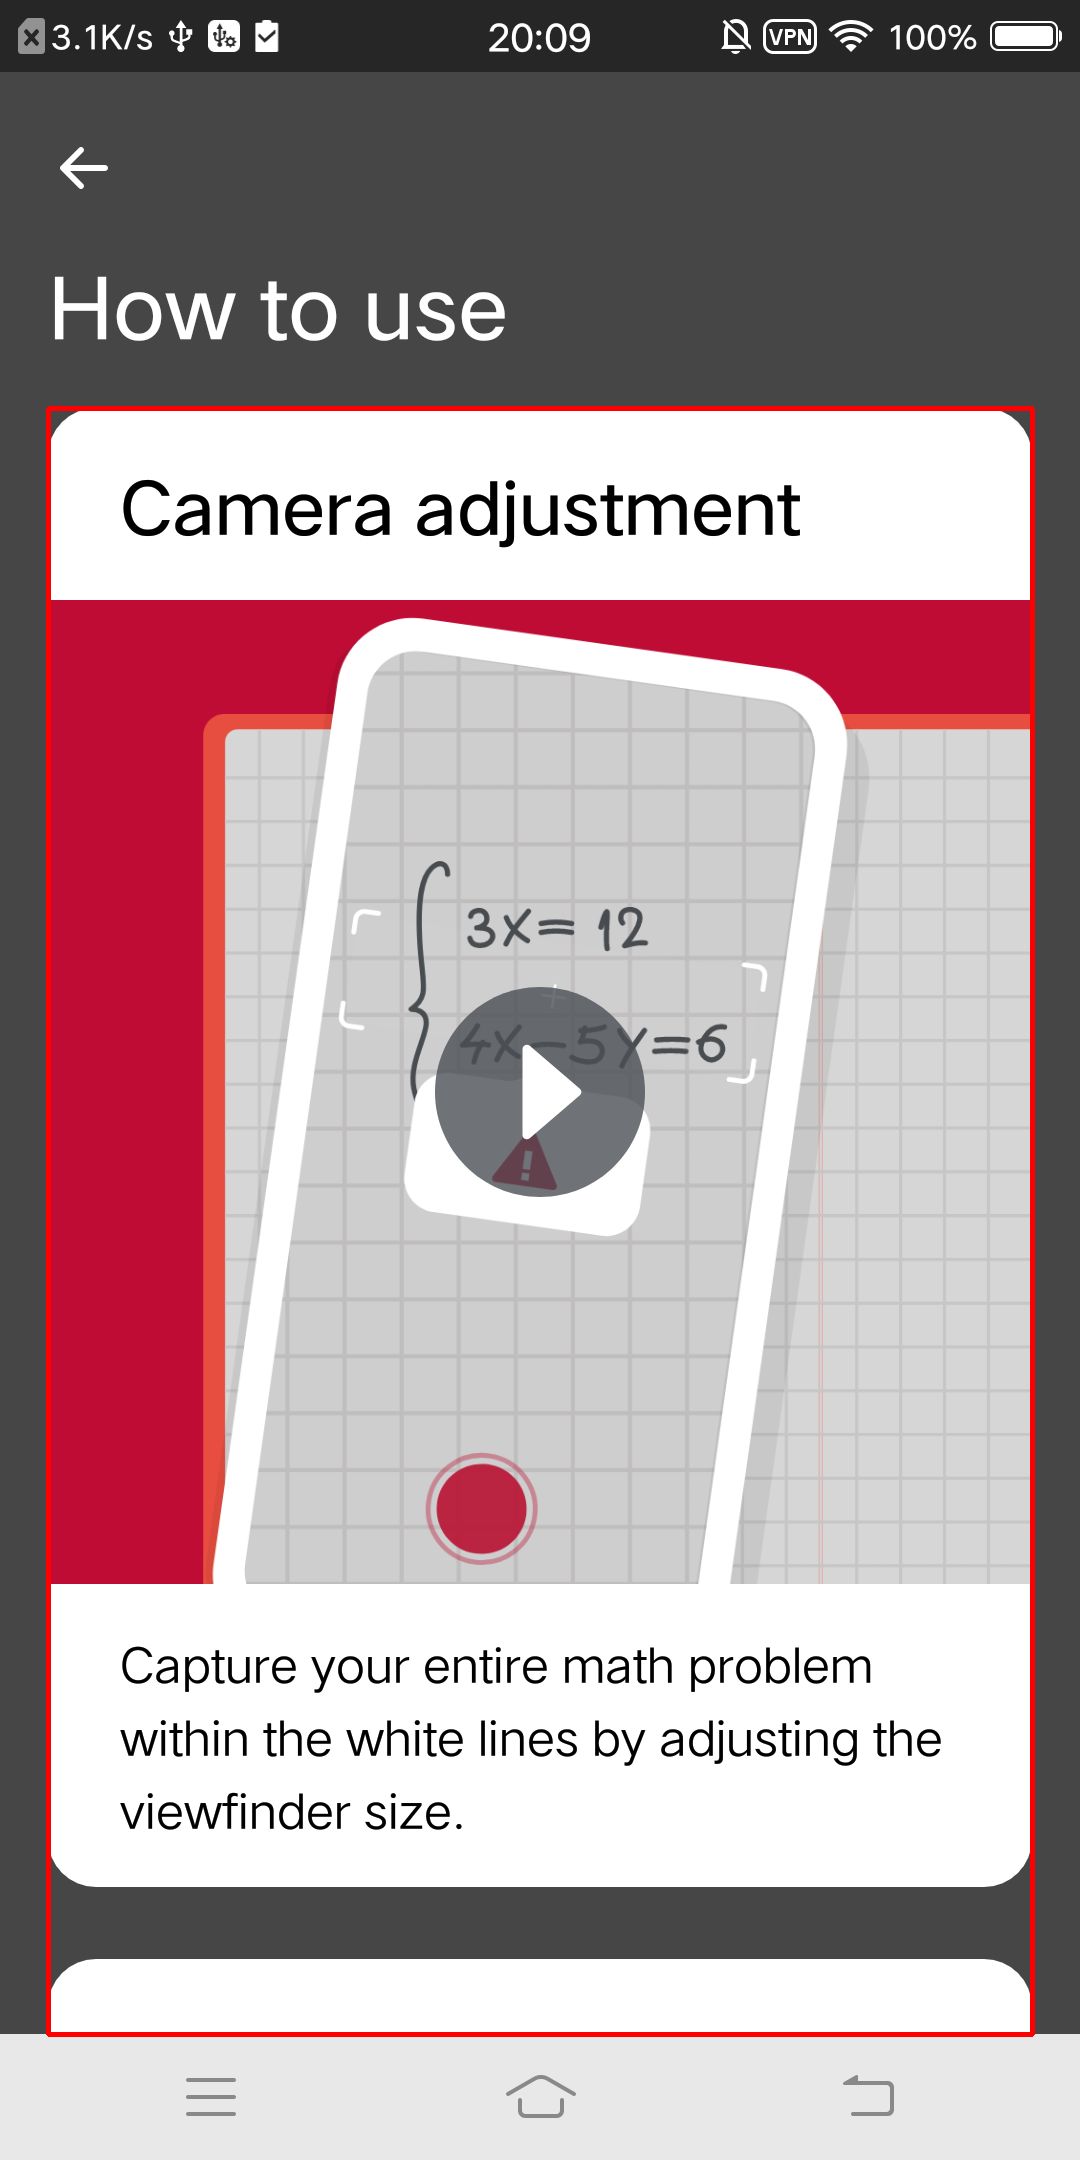 3.1K/s 20:09 VPN 100%
How to use
Camera adjustment
3x= 12
4x-5y=6
Capture your entire math problem
within the white lines by adjusting the
viewfinder size.